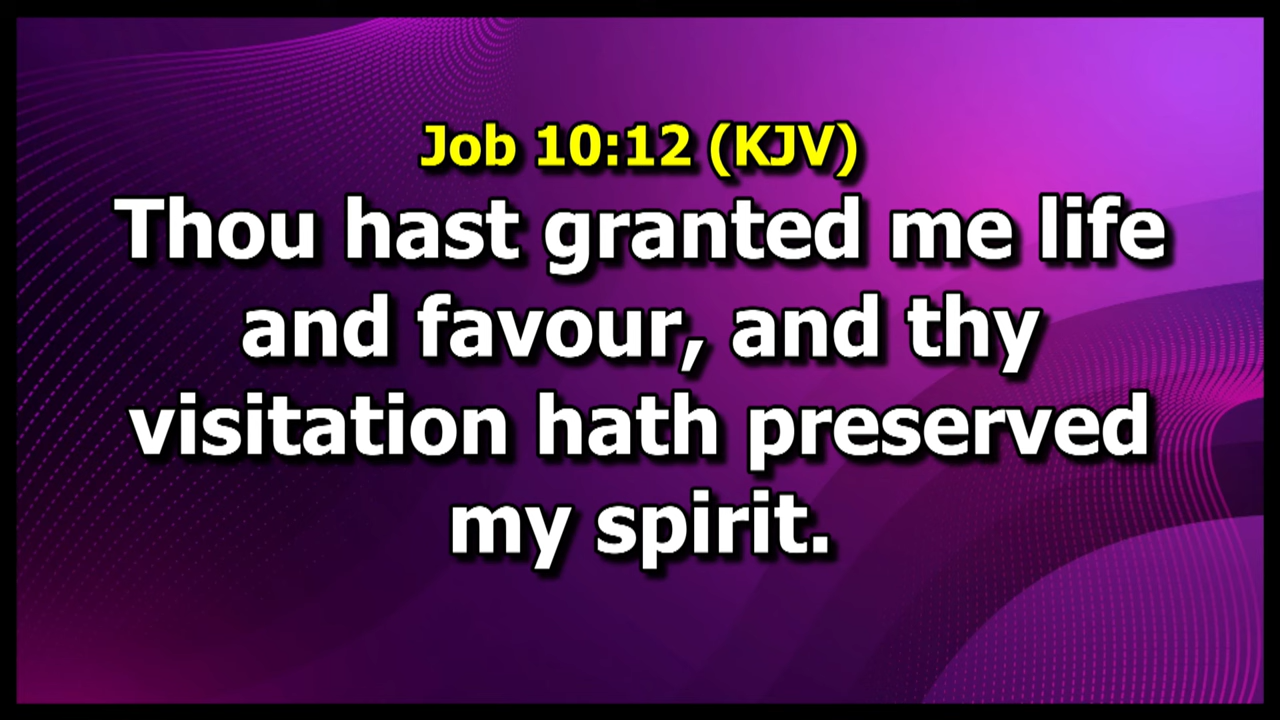 Job 10:12 (KJV)
Thou hast granted me life
and favour, and thy
visitation hath preserved
my spirit.